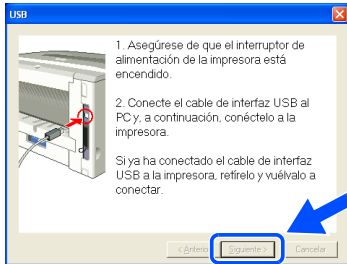 USB
1. Asegúrese de que el interruptor de
alimentación de la impresora está
encendido.
2. Conecte el cable de interfaz USB al
PC y, a continuación, conéctelo a la
impresora.
Si ya ha conectado el cable de interfaz
USB a la impresora, retírelo y vuélvalo a
conectar.
< Anterior Siguiente > Cancelar